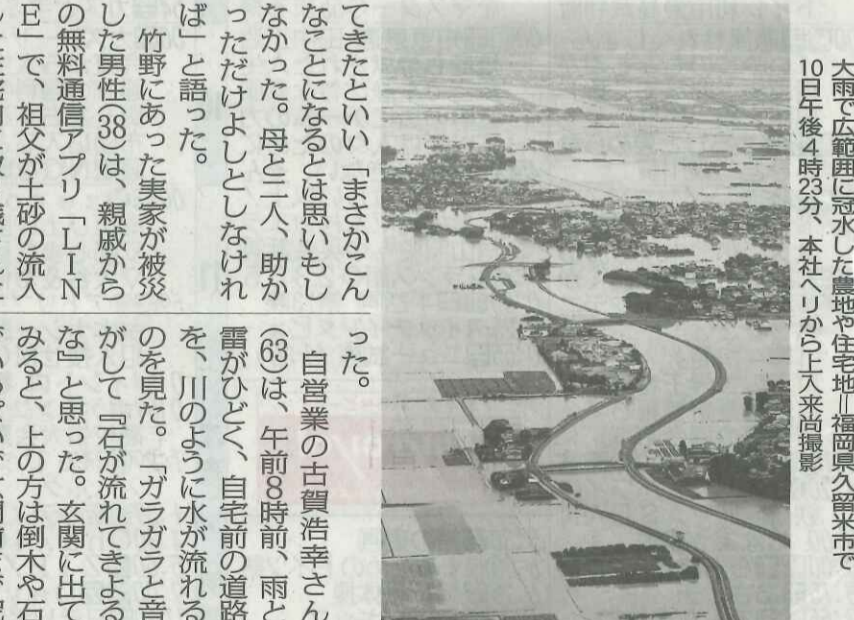 大雨で広範囲に冠水した農地や住宅地＝福岡県久留米市で
10日午後4時23分、本社ヘリから上入来尚撮影
てきたといい「まさかこん
なことになるとは思いもし
なかった。母と二人、助か
っただけよしとしなけれ
ば」と語った。
竹野にあった実家が被災
した男性(38)は、親戚から
の無料通信アプリ「LIN
E」で、祖父が土砂の流入
った。
自営業の古賀浩幸さん
(63)は、午前8時前、雨と
雷がひどく、自宅前の道路
を、川のように水が流れる
のを見た。「ガラガラと音
がして『石が流れてきよる
な』と思った。玄関に出て
みると、上の方は倒木や石